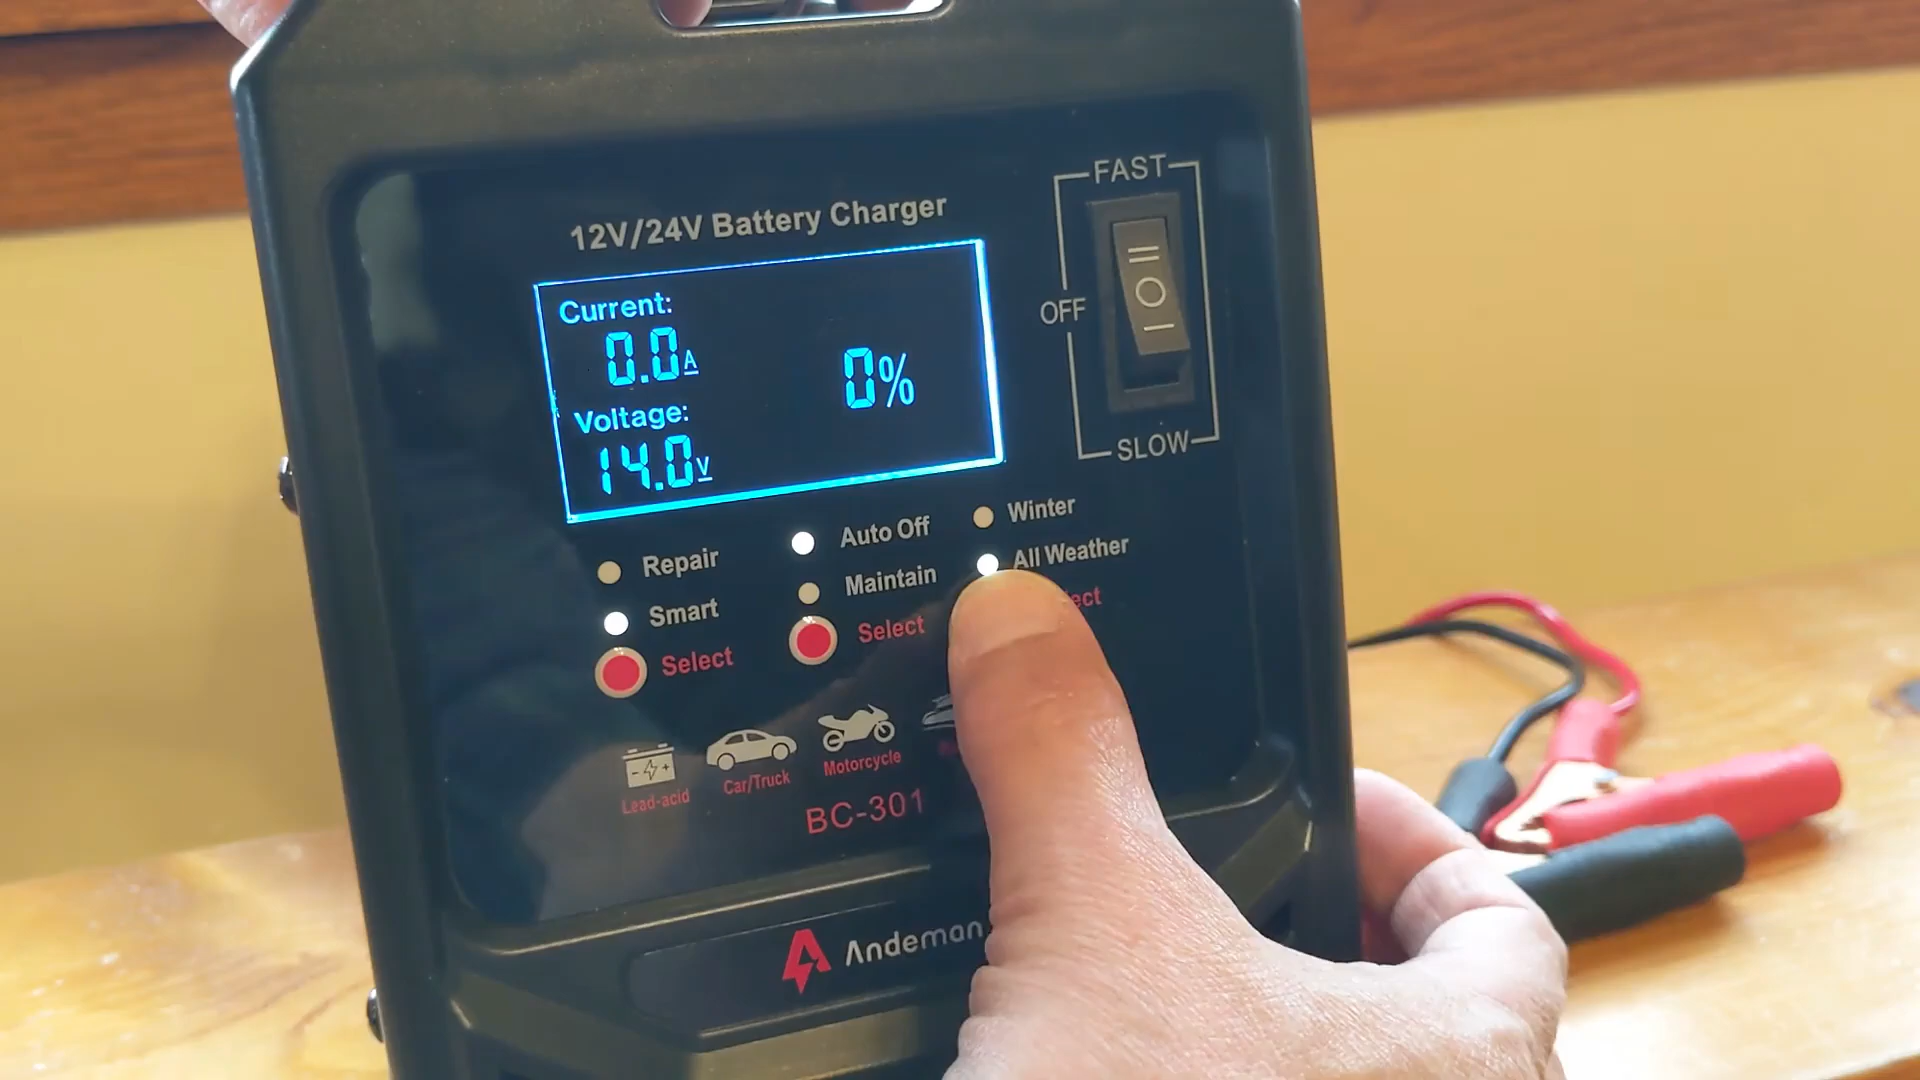 FAST
12V/24V Battery Charger
Current:
0.0A
0%
OFF
Voltage:
14.0V
SLOW
Repair
Auto Off
Winter
Smart
Maintain
All Weather
Select
Select
Lead-acid
Car/Truck
Motorcycle
BC-301
Andeman